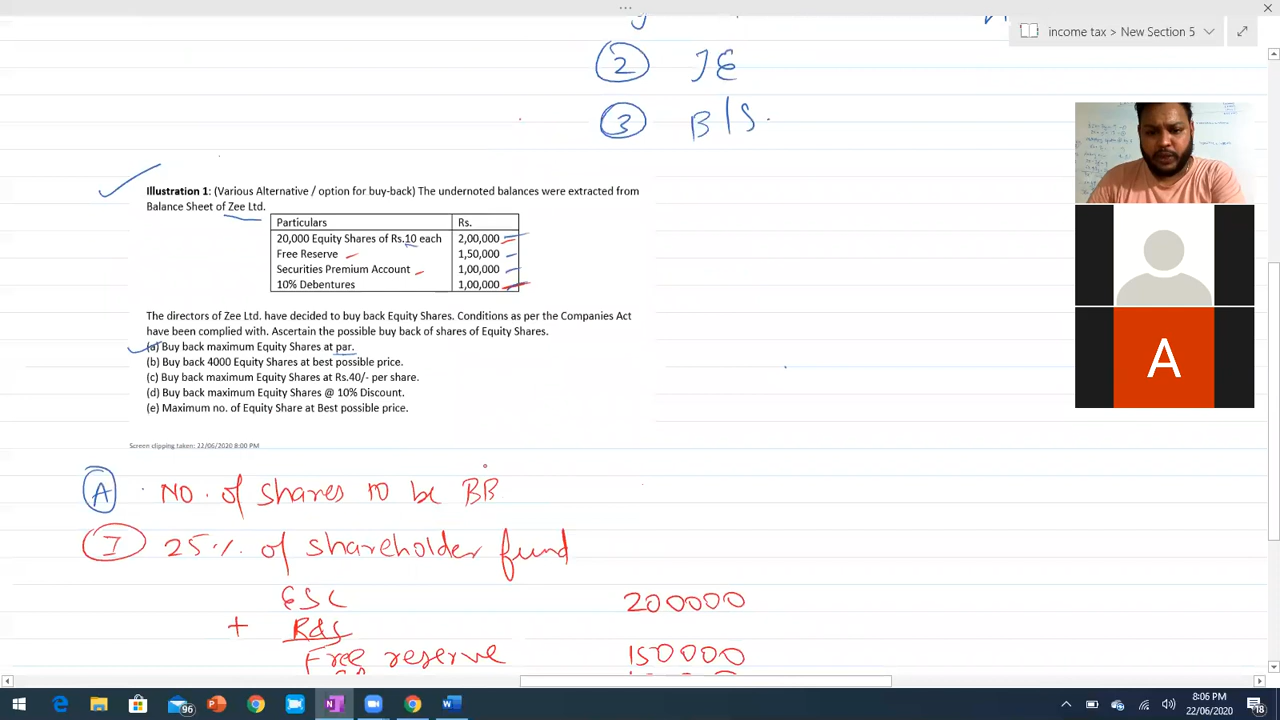 income tax > New Section 5
2 JE
3 B/S.
Illustration 1: (Various Alternative / option for buy-back) The undernoted balances were extracted from
Balance Sheet of Zee Ltd.
Particulars Rs.
20,000 Equity Shares of Rs.10 each 2,00,000
Free Reserve 1,50,000
Securities Premium Account 1,00,000
10% Debentures 1,00,000
The directors of Zee Ltd. have decided to buy back Equity Shares. Conditions as per the Companies Act
have been complied with. Ascertain the possible buy back of shares of Equity Shares.
(a) Buy back maximum Equity Shares at par.
(b) Buy back 4000 Equity Shares at best possible price.
(c) Buy back maximum Equity Shares at Rs.40/- per share.
(d) Buy back maximum Equity Shares @ 10% Discount.
(e) Maximum no. of Equity Share at Best possible price.
Screen clipping taken: 22/06/2020 8:00 PM
A NO. of shares to be BB
I 25% of shareholder fund
ESC 200000
+ R&S
Free reserve 150000
A
96
8:06 PM
22/06/2020
18